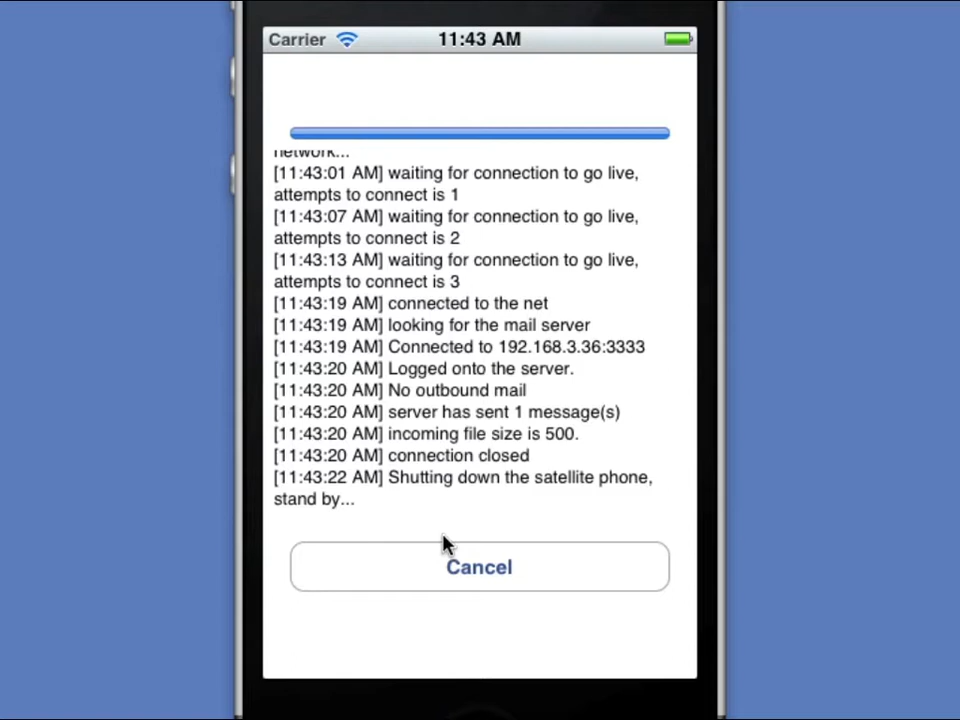 Carrier 11:43 AM
network...
[11:43:01 AM] waiting for connection to go live,
attempts to connect is 1
[11:43:07 AM] waiting for connection to go live,
attempts to connect is 2
[11:43:13 AM] waiting for connection to go live,
attempts to connect is 3
[11:43:19 AM] connected to the net
[11:43:19 AM] looking for the mail server
[11:43:19 AM] Connected to 192.168.3.36:3333
[11:43:20 AM] Logged onto the server.
[11:43:20 AM] No outbound mail
[11:43:20 AM] server has sent 1 message(s)
[11:43:20 AM] incoming file size is 500.
[11:43:20 AM] connection closed
[11:43:22 AM] Shutting down the satellite phone,
stand by...
Cancel